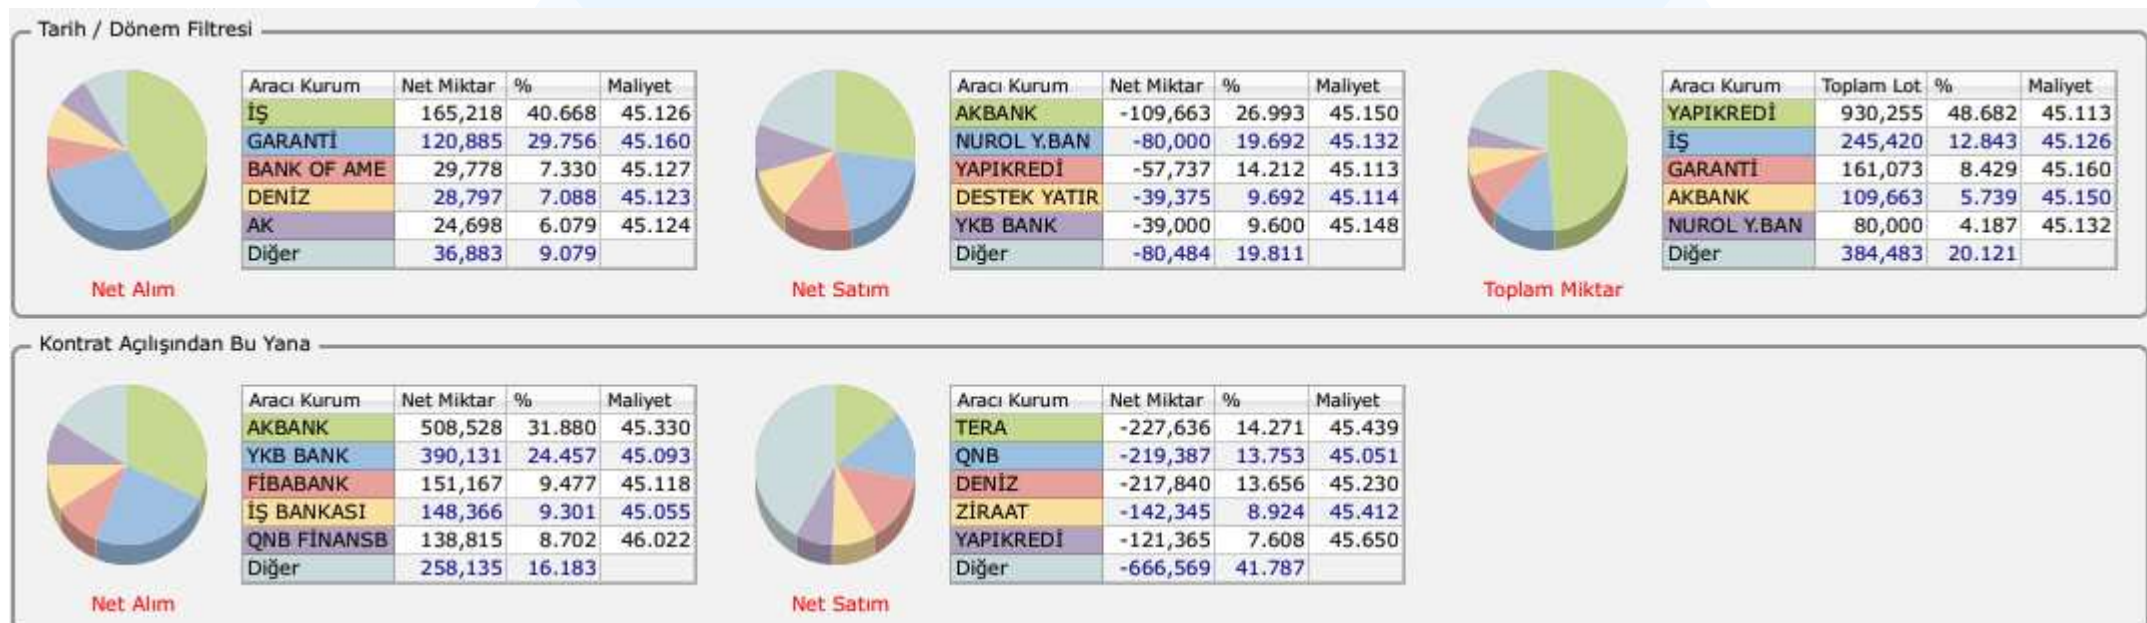 Tarih / Dönem Filtresi
Aracı Kurum Net Miktar % Maliyet
İŞ 165,218 40.668 45.126
GARANTİ 120,885 29.756 45.160
BANK OF AME 29,778 7.330 45.127
DENİZ 28,797 7.088 45.123
AK 24,698 6.079 45.124
Diğer 36,883 9.079
Net Alım
Aracı Kurum Net Miktar % Maliyet
AKBANK -109,663 26.993 45.150
NUROL Y.BAN -80,000 19.692 45.132
YAPIKREDİ -57,737 14.212 45.113
DESTEK YATIR -39,375 9.692 45.114
YKB BANK -39,000 9.600 45.148
Diğer -80,484 19.811
Net Satım
Aracı Kurum Toplam Lot % Maliyet
YAPIKREDİ 930,255 48.682 45.113
İŞ 245,420 12.843 45.126
GARANTİ 161,073 8.429 45.160
AKBANK 109,663 5.739 45.150
NUROL Y.BAN 80,000 4.187 45.132
Diğer 384,483 20.121
Toplam Miktar
Kontrat Açılışından Bu Yana
Aracı Kurum Net Miktar % Maliyet
AKBANK 508,528 31.880 45.330
YKB BANK 390,131 24.457 45.093
FİBABANK 151,167 9.477 45.118
İŞ BANKASI 148,366 9.301 45.055
QNB FİNANSB 138,815 8.702 46.022
Diğer 258,135 16.183
Net Alım
Aracı Kurum Net Miktar % Maliyet
TERA -227,636 14.271 45.439
QNB -219,387 13.753 45.051
DENİZ -217,840 13.656 45.230
ZİRAAT -142,345 8.924 45.412
YAPIKREDİ -121,365 7.608 45.650
Diğer -666,569 41.787
Net Satım